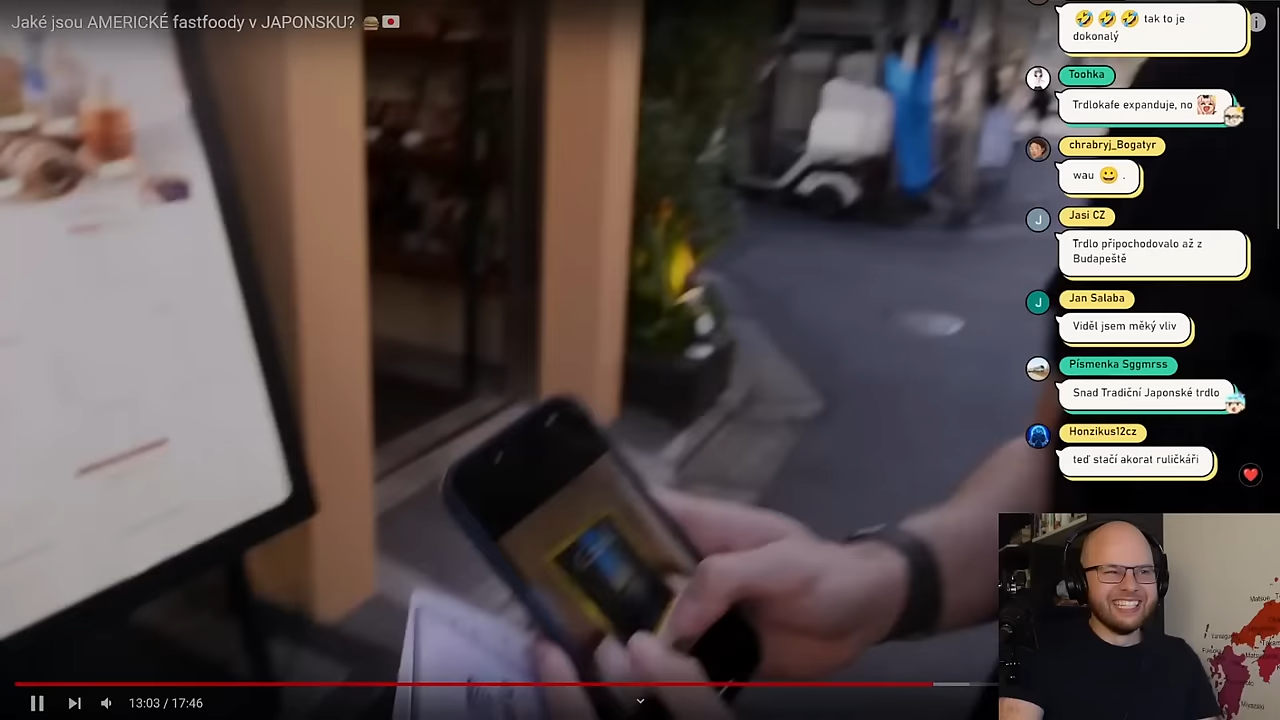 Jaké jsou AMERICKÉ fastfoody v JAPONSKU? 🍔🇯🇵
🤣 🤣 🤣 tak to je
dokonalý
Toohka
Trdlokafe expanduje, no
chrabryj_Bogatyr
wau 😀 .
Jasi CZ
J
Trdlo připochodovalo až z
Budapeště
Jan Salaba
J
Viděl jsem měký vliv
Písmenka Sggmrss
Snad Tradiční Japonské trdlo
Honzikus12cz
teď stačí akorat ruličkáři
13:03 / 17:46